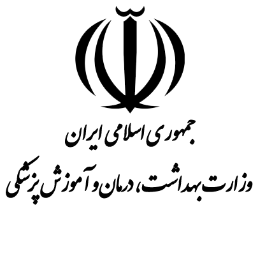 جمهوری اسلامی ایران
وزارت بهداشت، درمان و آموزش پزشکی